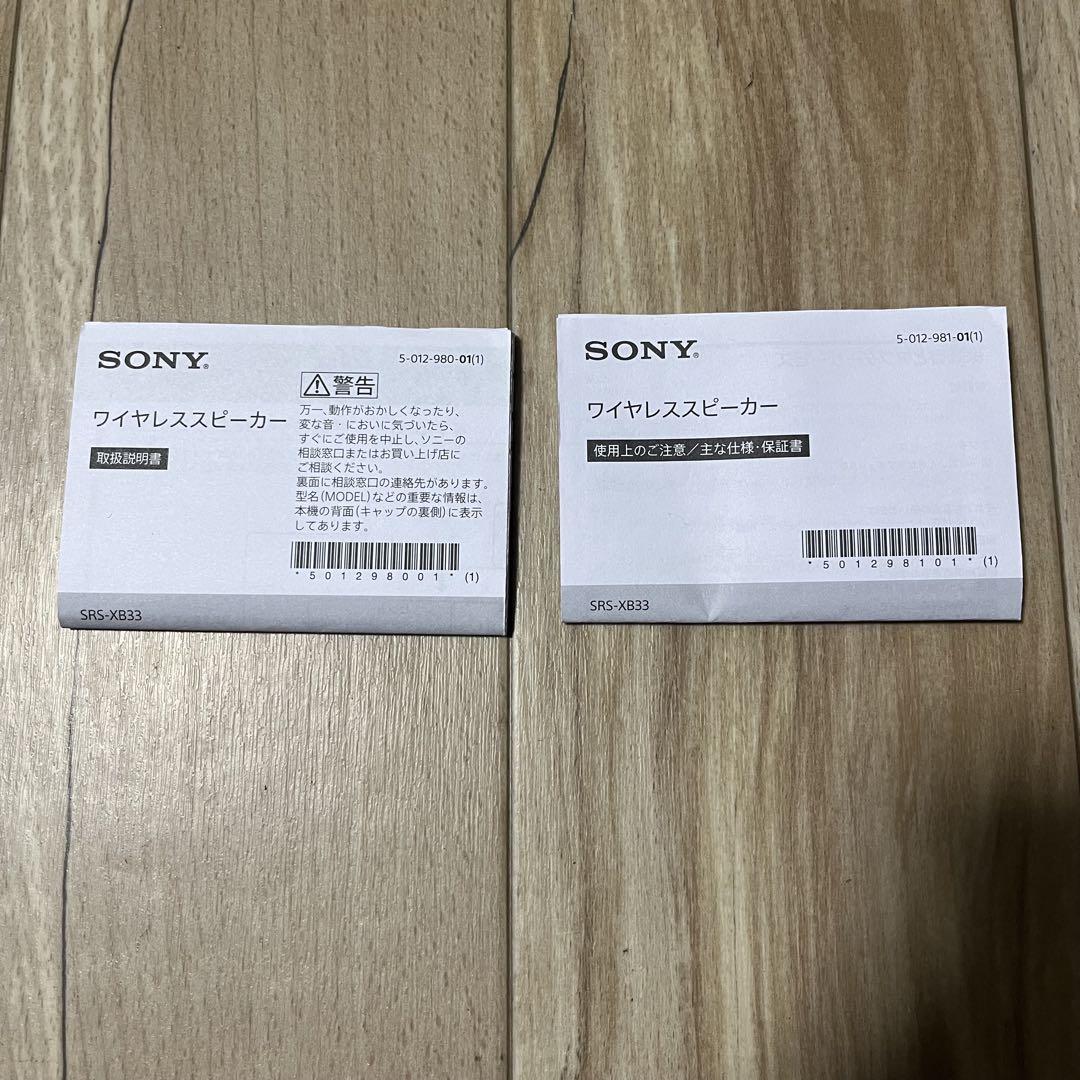 SONY®
5-012-980-01(1)
ワイヤレススピーカー
取扱説明書
⚠警告
万一、動作がおかしくなったり、
変な音・においに気づいたら、
すぐにご使用を中止し、ソニーの
相談窓口またはお買い上げ店に
ご相談ください。
裏面に相談窓口の連絡先があります。
型名(MODEL)などの重要な情報は、
本機の背面(キャップの裏側)に表示
してあります。
*501298001* (1)
SRS-XB33
SONY®
5-012-981-01(1)
ワイヤレススピーカー
使用上のご注意/主な仕様・保証書
*501298101* (1)
SRS-XB33